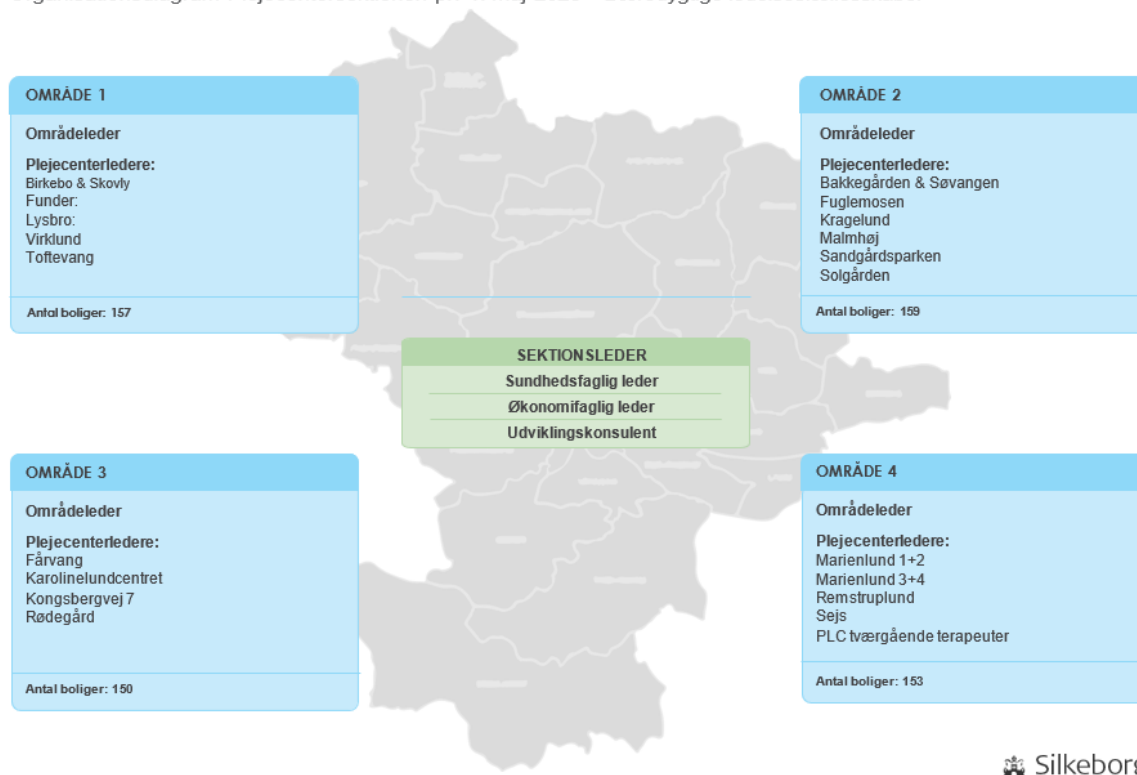 OMRÅDE 1
Områdeleder
Plejecenterledere:
Birkebo & Skovly
Funder:
Lysbro:
Virklund
Toftevang
Antal boliger: 157
OMRÅDE 2
Områdeleder
Plejecenterledere:
Bakkegården & Søvangen
Fuglemosen
Kragelund
Malmhøj
Sandgårdsparken
Solgården
Antal boliger: 159
SEKTIONSLEDER
Sundhedsfaglig leder
Økonomifaglig leder
Udviklingskonsulent
OMRÅDE 3
Områdeleder
Plejecenterledere:
Fårvang
Karolinelundcentret
Kongsbergvej 7
Rødegård
Antal boliger: 150
OMRÅDE 4
Områdeleder
Plejecenterledere:
Marienlund 1+2
Marienlund 3+4
Remstruplund
Sejs
PLC tværgående terapeuter
Antal boliger: 153
Silkeborg